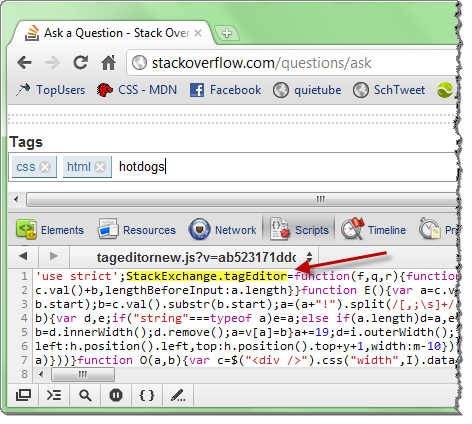 Ask a Question - Stack Over
stackoverflow.com/questions/ask
TopUsers CSS - MDN Facebook quietube SchTweet
Tags
css html hotdogs
Elements Resources Network Scripts Timeline
tageditornew.js?v=ab523171ddc
1 'use strict';StackExchange.tagEditor=function(f,q,r){function
2 c.val()+b,lengthBeforeInput:a.length}}function E(){var a=c.v
3 b.start);b=c.val().substr(b.start);a=(a+"!").split(/[,;\s]+/
4 b){var d,e;if("string"===typeof a)e=a;else if(a.length)d=a,e
5 b=d.innerWidth();d.remove();a=v[a]=b}a+=19;d=i.outerWidth();
6 left:h.position().left,top:h.position().top+y+1,width:m-10})
7 a)}))}function O(a,b){var c=$("<div />").css("width",I).data
8